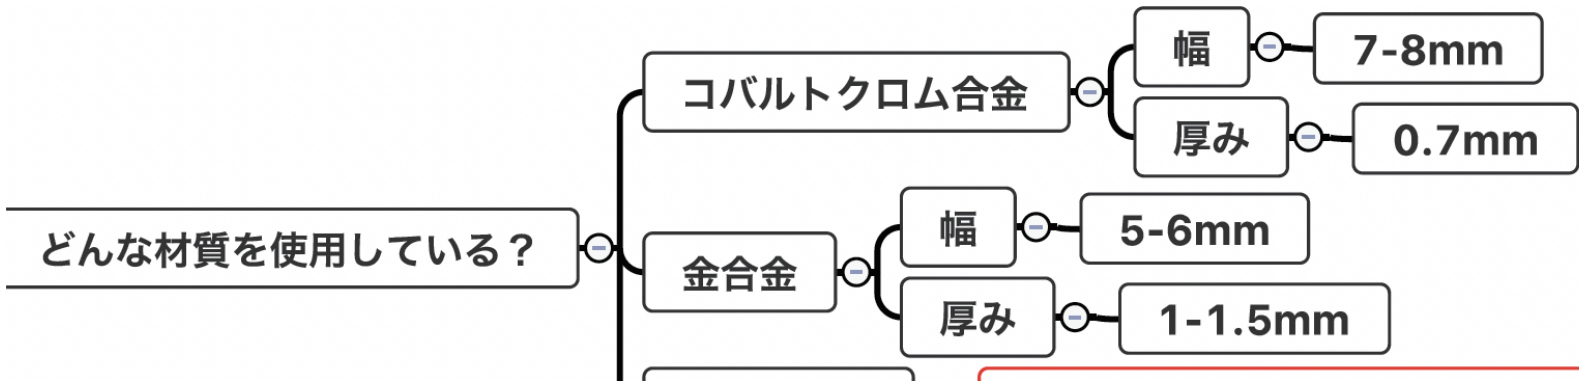 どんな材質を使用している？
コバルトクロム合金
幅
7-8mm
厚み
0.7mm
金合金
幅
5-6mm
厚み
1-1.5mm